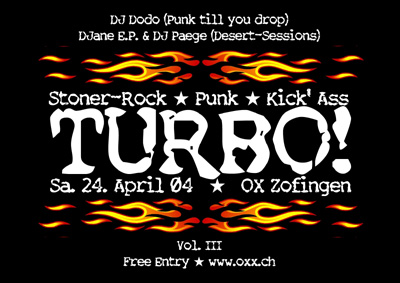 DJ Dodo (Punk till you drop)
DJane E.P. & DJ Paege (Desert-Sessions)
Stoner-Rock ★ Punk ★ Kick' Ass
TURBO!
Sa. 24. April 04 ★ OX Zofingen
Vol. III
Free Entry ★ www.oxx.ch